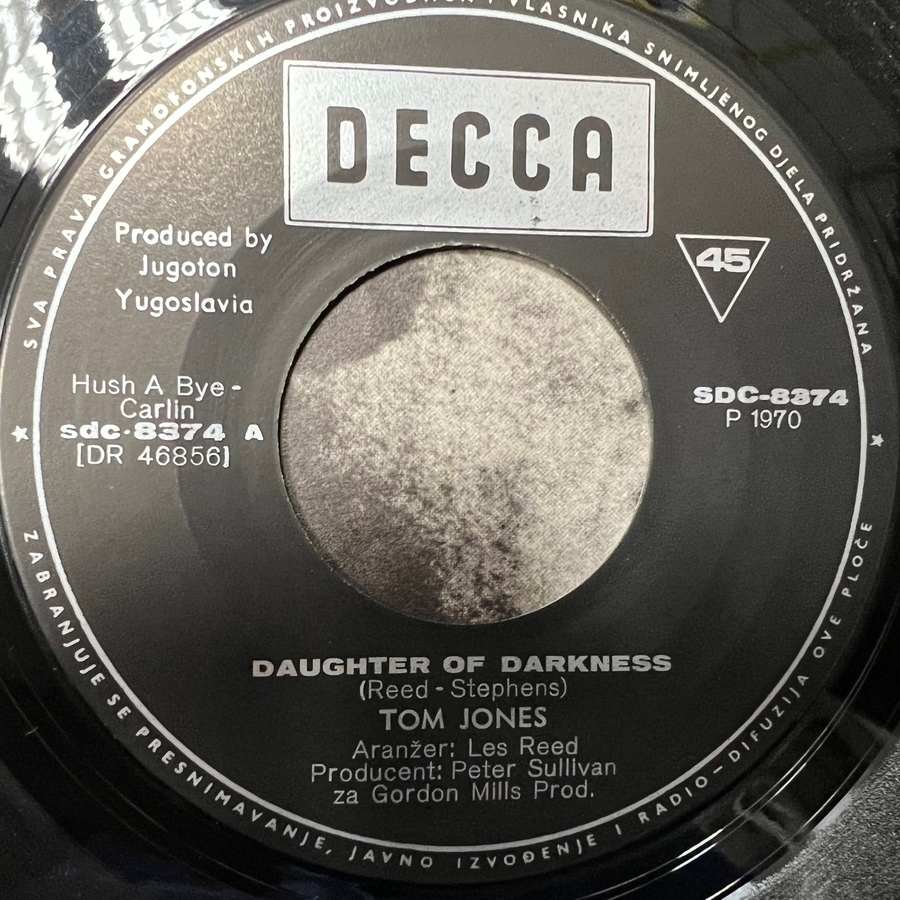 SVA PRAVA GRAMOFONSKIH PROIZVOĐAČA I VLASNIKA SNIMLJENOG DJELA PRIDRŽANA
DECCA
Produced by
Jugoton
Yugoslavia
45
Hush A Bye -
Carlin
sdc-8374 A
[DR 46856]
SDC-8374
P 1970
DAUGHTER OF DARKNESS
(Reed - Stephens)
TOM JONES
Aranžer: Les Reed
Producent: Peter Sullivan
za Gordon Mills Prod.
ZABRANJUJE SE PRESNIMAVANJE, JAVNO IZVOĐENJE I RADIO-DIFUZIJA OVE PLOČE